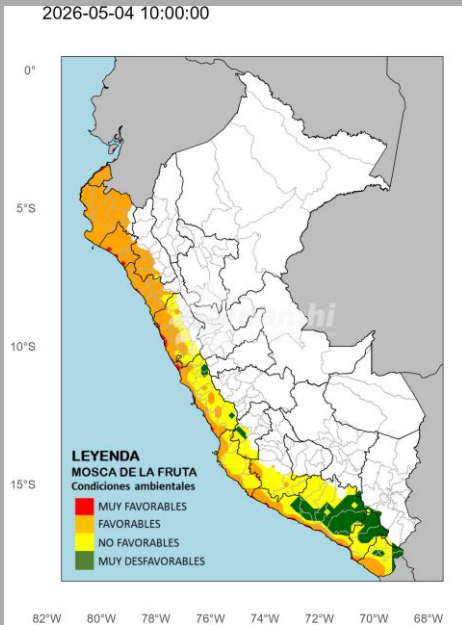 2026-05-04 10:00:00
0°
5°S
10°S
15°S
LEYENDA
MOSCA DE LA FRUTA
Condiciones ambientales
MUY FAVORABLES
FAVORABLES
NO FAVORABLES
MUY DESFAVORABLES
82°W 80°W 78°W 76°W 74°W 72°W 70°W 68°W